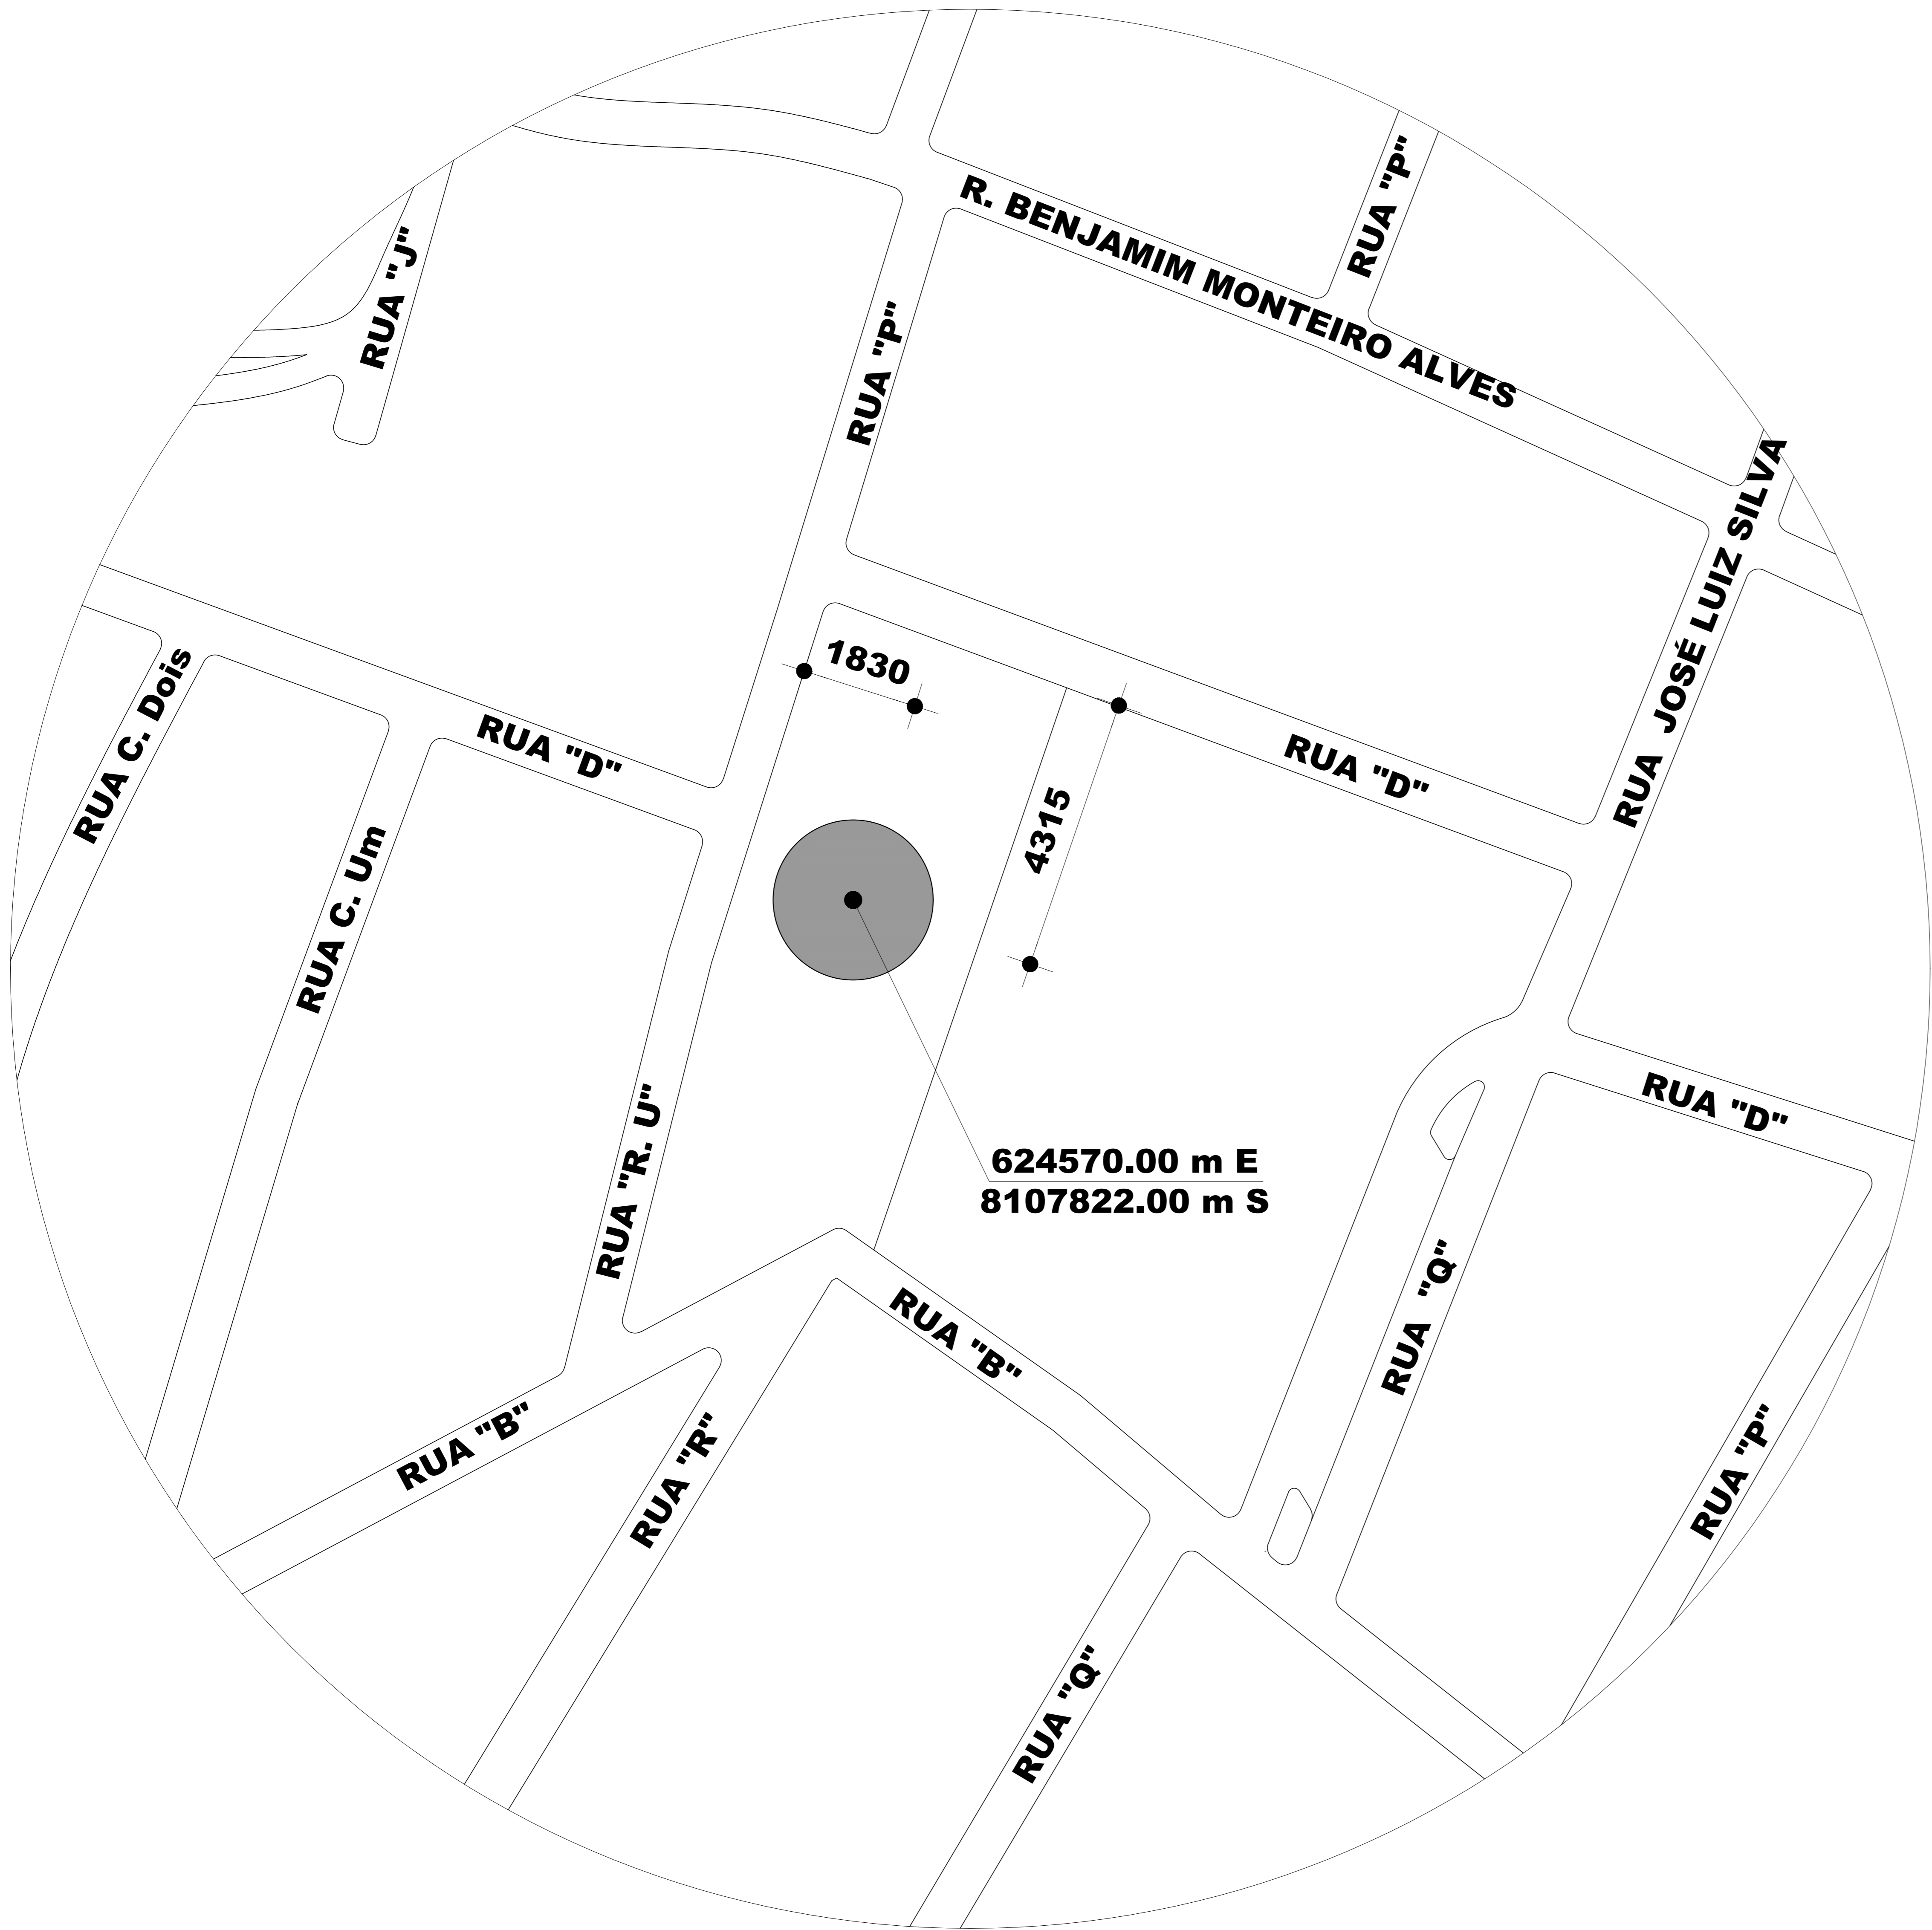 RUA "P"
R. BENJAMIM MONTEIRO ALVES
RUA "J"
RUA "P"
RUA JOSÉ LUIZ SILVA
1830
RUA C. Dois
RUA "D"
RUA "D"
4315
RUA C. Um
RUA "D"
RUA "R. U"
624570.00 m E
8107822.00 m S
RUA "Q"
RUA "B"
RUA "B"
RUA "R"
RUA "P"
RUA "Q"